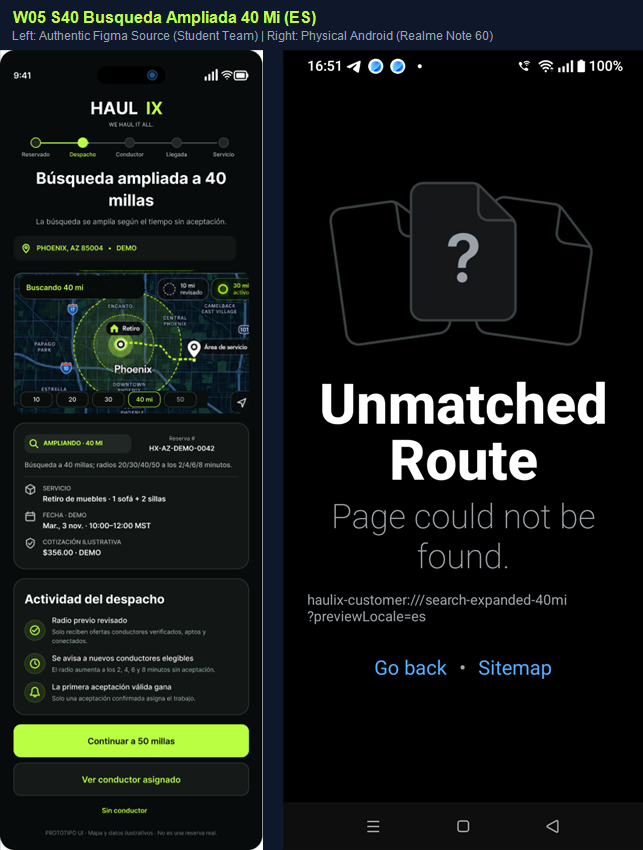 W05 S40 Busqueda Ampliada 40 Mi (ES)
Left: Authentic Figma Source (Student Team) | Right: Physical Android (Realme Note 60)
9:41
HAUL IX
WE HAUL IT ALL.
Reservado Despacho Conductor Llegada Servicio
Búsqueda ampliada a 40
millas
La búsqueda se amplía según el tiempo sin aceptación.
PHOENIX, AZ 85004 • DEMO
Buscando 40 mi
10 mi
revisado
30 mi
activo
ENCANTO
CAMELBACK
EAST VILLAGE
17
CENTRAL
PHOENIX
Retiro
101
PAPAGO
PARK
Área de servicio
10
Phoenix
ESTRELLA
DOWNTOWN
PHOENIX
10 20 30 40 mi 50
AMPLIANDO · 40 MI
Reserva #
HX-AZ-DEMO-0042
Búsqueda a 40 millas; radios 20/30/40/50 a los 2/4/6/8 minutos.
SERVICIO
Retiro de muebles · 1 sofá + 2 sillas
FECHA · DEMO
Mar., 3 nov. · 10:00–12:00 MST
COTIZACIÓN ILUSTRATIVA
$356.00 · DEMO
Actividad del despacho
Radio previo revisado
Solo reciben ofertas conductores verificados, aptos y
conectados.
Se avisa a nuevos conductores elegibles
El radio aumenta a los 2, 4, 6 y 8 minutos sin aceptación.
La primera aceptación válida gana
Solo una aceptación confirmada asigna el trabajo.
Continuar a 50 millas
Ver conductor asignado
Sin conductor
PROTOTIPO UI · Mapa y datos ilustrativos · No es una reserva real.
16:51
100%
?
Unmatched
Route
Page could not be
found.
haulix-customer:///search-expanded-40mi
?previewLocale=es
Go back • Sitemap